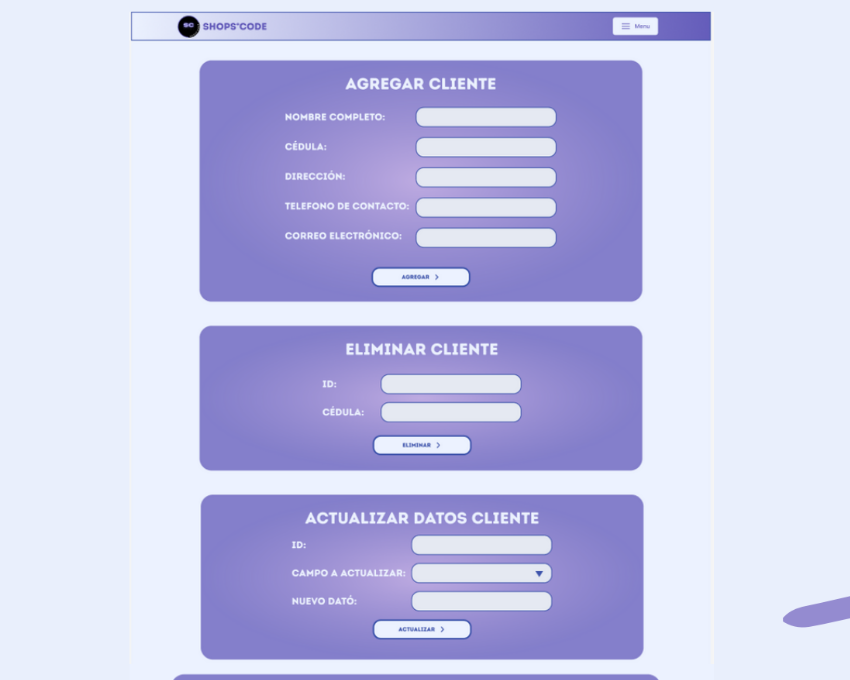 SC SHOPS"CODE
Menu
AGREGAR CLIENTE
NOMBRE COMPLETO:
CÉDULA:
DIRECCIÓN:
TELEFONO DE CONTACTO:
CORREO ELECTRÓNICO:
AGREGAR
ELIMINAR CLIENTE
ID:
CÉDULA:
ELIMINAR
ACTUALIZAR DATOS CLIENTE
ID:
CAMPO A ACTUALIZAR:
NUEVO DATÓ:
ACTUALIZAR